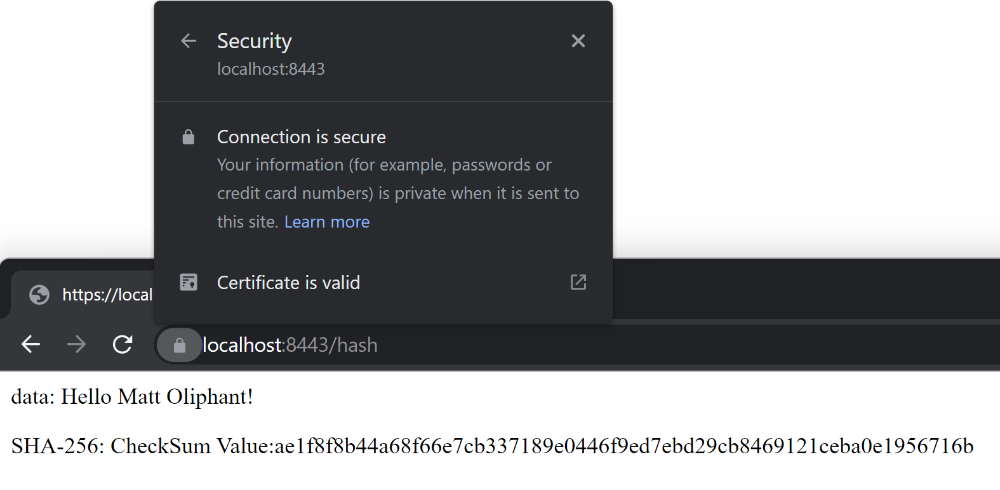 Security
localhost:8443
Connection is secure
Your information (for example, passwords or
credit card numbers) is private when it is sent to
this site. Learn more
Certificate is valid
https://local
localhost:8443/hash
data: Hello Matt Oliphant!
SHA-256: CheckSum Value:ae1f8f8b44a68f66e7cb337189e0446f9ed7ebd29cb8469121ceba0e1956716b